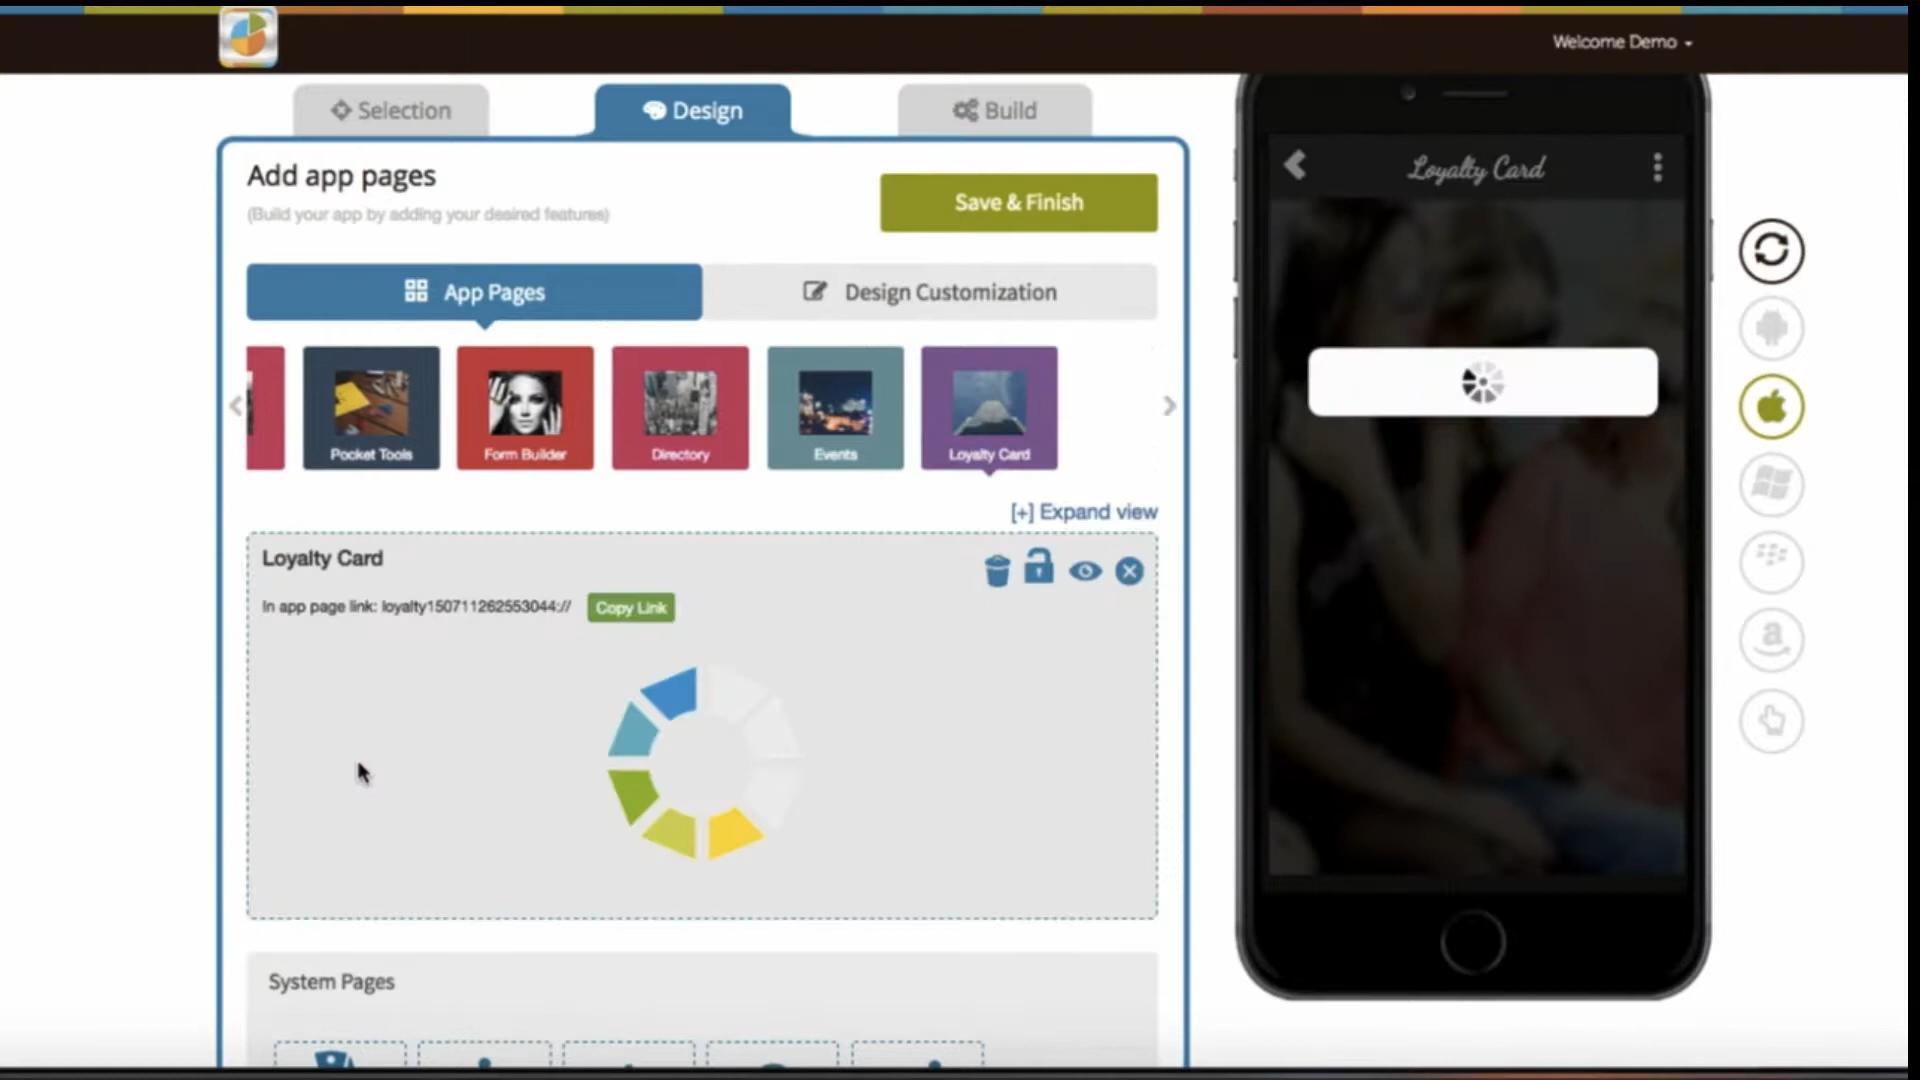 Welcome Demo
Selection
Design
Build
Add app pages
(Build your app by adding your desired features)
Save & Finish
App Pages
Design Customization
Pocket Tools
Form Builder
Directory
Events
Loyalty Card
[+] Expand view
Loyalty Card
In app page link: loyalty150711262553044://
Copy Link
System Pages
Loyalty Card